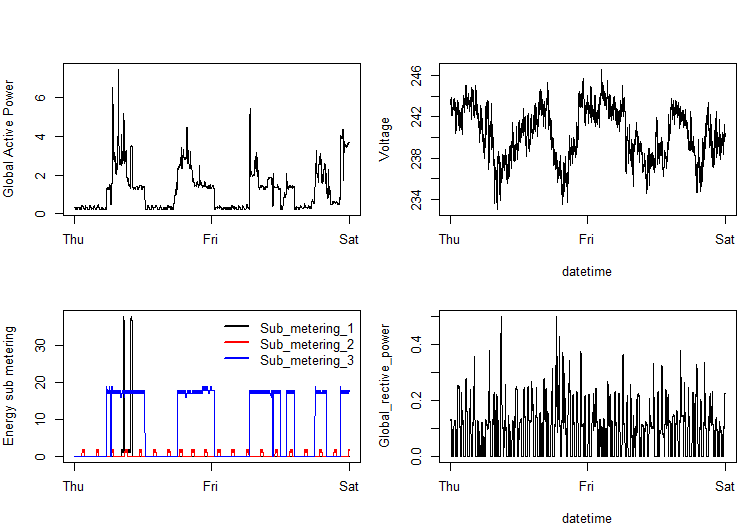 Global Active Power
6
4
2
0
Thu Fri Sat
Voltage
246
242
238
234
Thu Fri Sat
datetime
Energy sub metering
30
20
10
0
Sub_metering_1
Sub_metering_2
Sub_metering_3
Thu Fri Sat
Global_rective_power
0.4
0.2
0.0
Thu Fri Sat
datetime